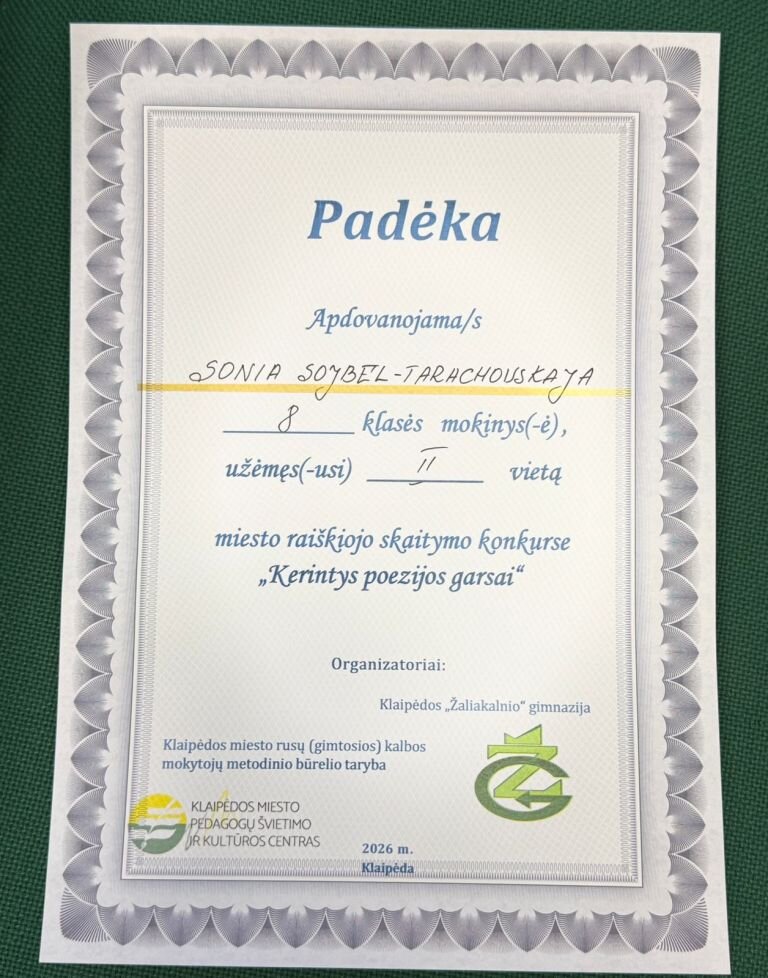 Padėka
Apdovanojama/s
SONIA SOJBEL-TARACHOVSKAJA
8 klasės mokinys(-ė),
užėmęs(-usi) II vietą
miesto raiškiojo skaitymo konkurse
„Kerintys poezijos garsai“
Organizatoriai:
Klaipėdos „Žaliakalnio“ gimnazija
Klaipėdos miesto rusų (gimtosios) kalbos
mokytojų metodinio būrelio taryba
ŽG
KLAIPĖDOS MIESTO
PEDAGOGŲ ŠVIETIMO
IR KULTŪROS CENTRAS
2026 m.
Klaipėda